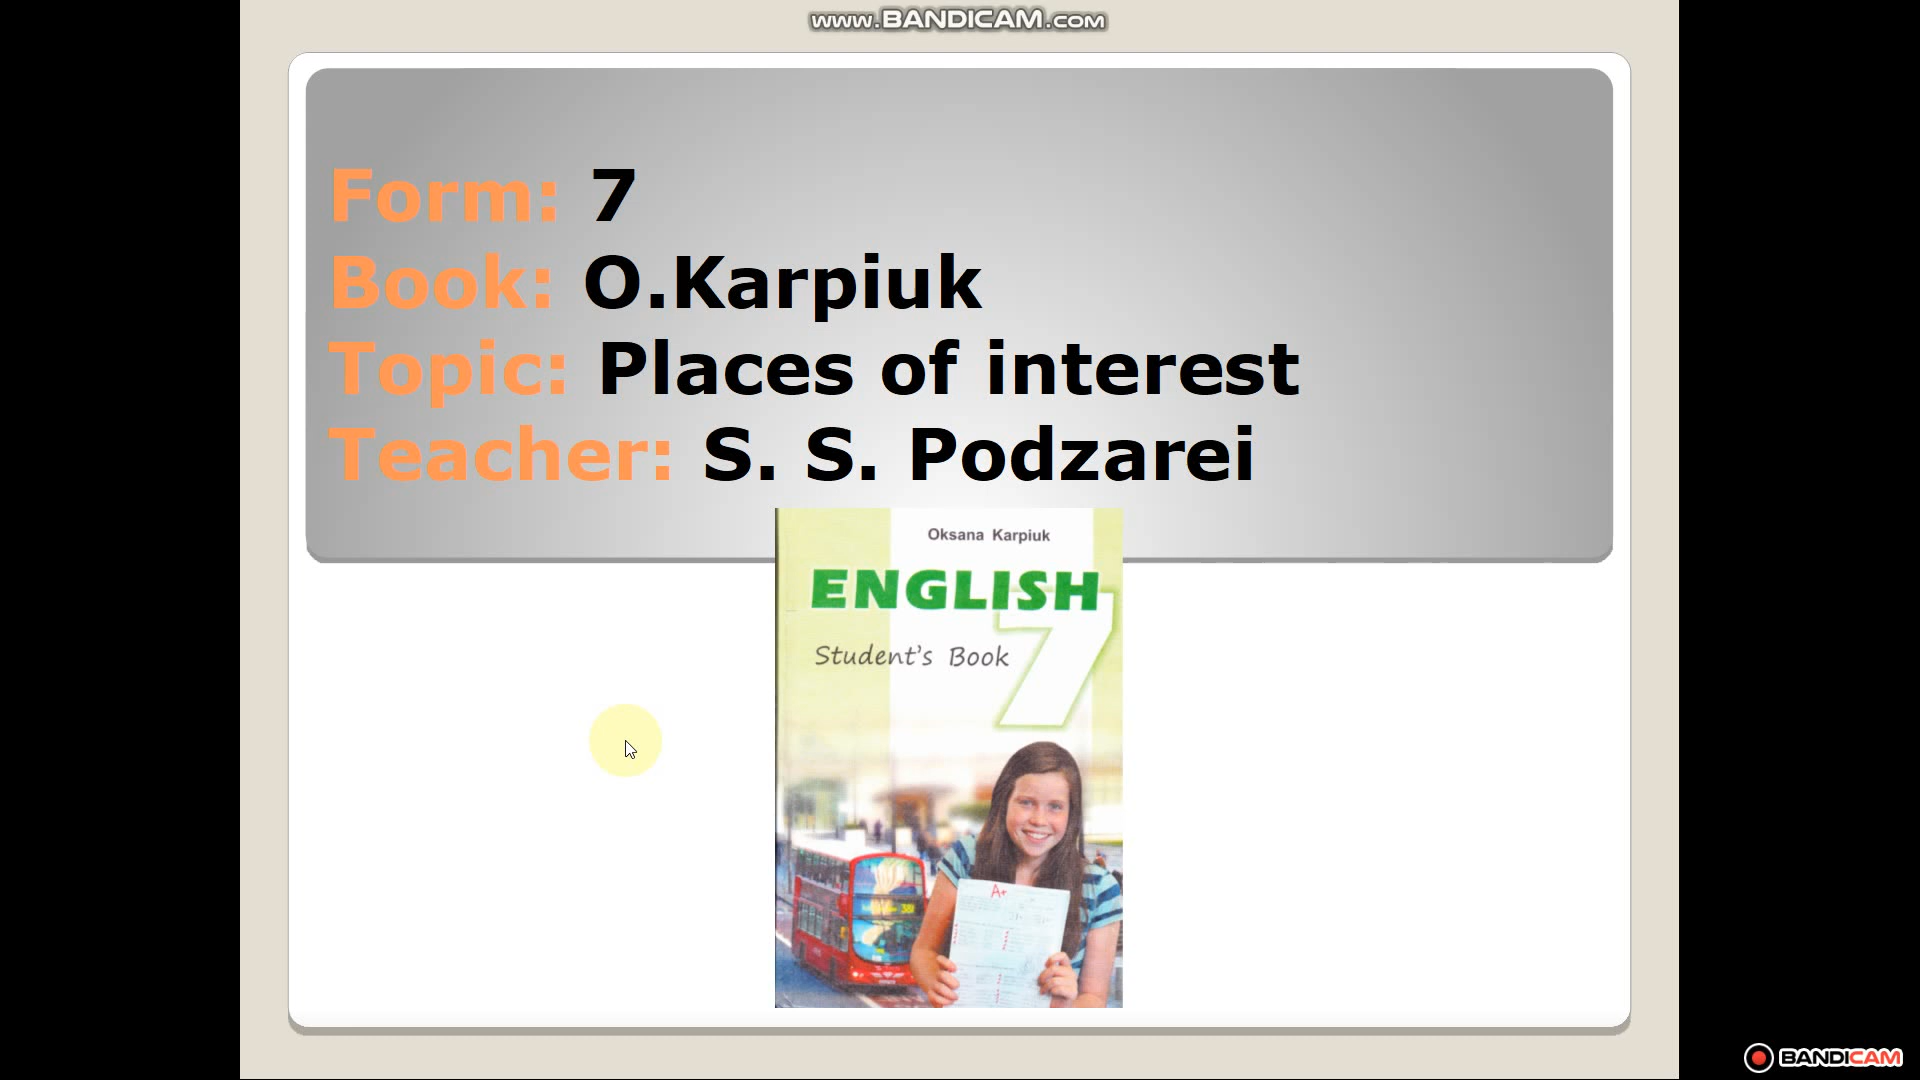 www.BANDICAM.com
Form: 7
Book: O.Karpiuk
Topic: Places of interest
Teacher: S. S. Podzarei
Oksana Karpiuk
ENGLISH
7
Student's Book
A+
BANDICAM